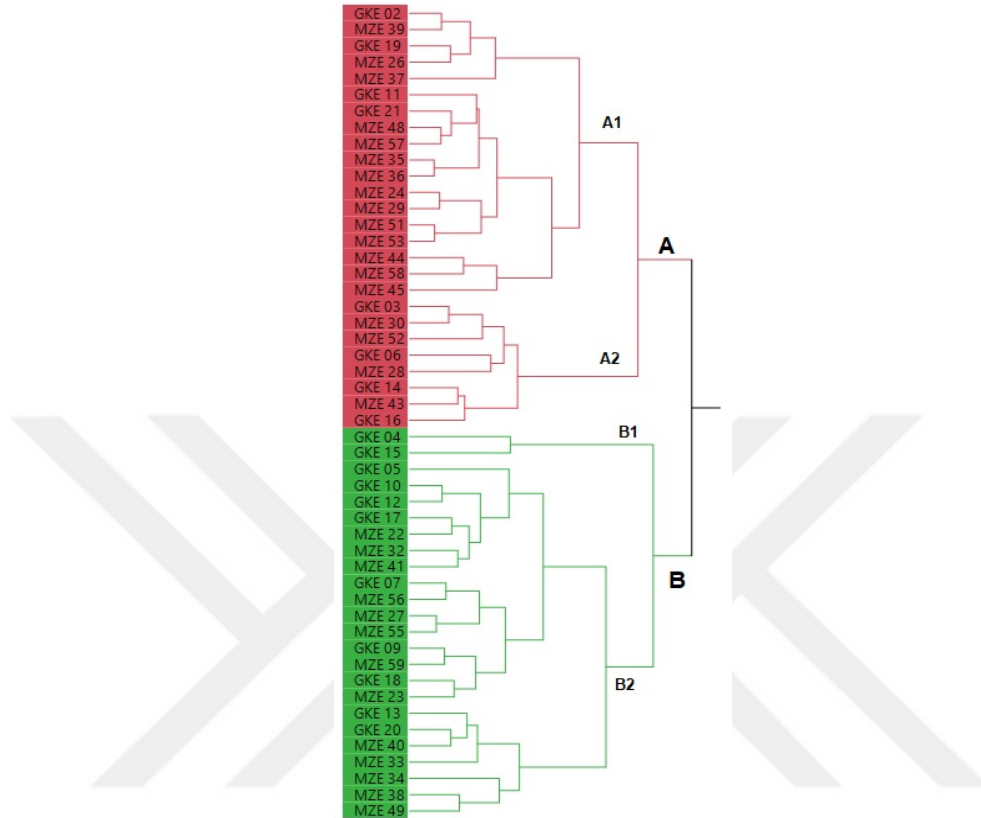 GKE 02
MZE 39
GKE 19
MZE 26
MZE 37
GKE 11
GKE 21
MZE 48
MZE 57
MZE 35
MZE 36
MZE 24
MZE 29
MZE 51
MZE 53
MZE 44
MZE 58
MZE 45
GKE 03
MZE 30
MZE 52
GKE 06
MZE 28
GKE 14
MZE 43
GKE 16
GKE 04
GKE 15
GKE 05
GKE 10
GKE 12
GKE 17
MZE 22
MZE 32
MZE 41
GKE 07
MZE 56
MZE 27
MZE 55
GKE 09
MZE 59
GKE 18
MZE 23
GKE 13
GKE 20
MZE 40
MZE 33
MZE 34
MZE 38
MZE 49
A1
A
A2
B1
B
B2